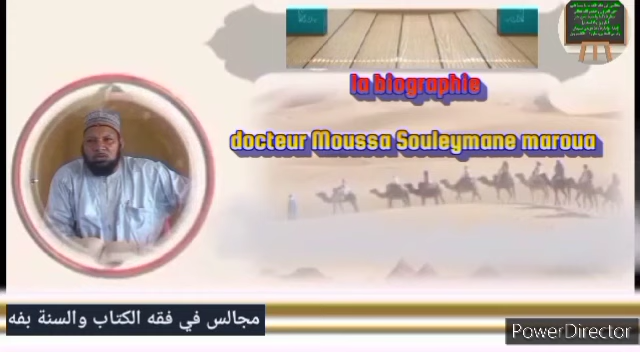 la biographie
docteur Moussa Souleymane maroua
مجالس في فقه الكتاب والسنة بفه
PowerDirector